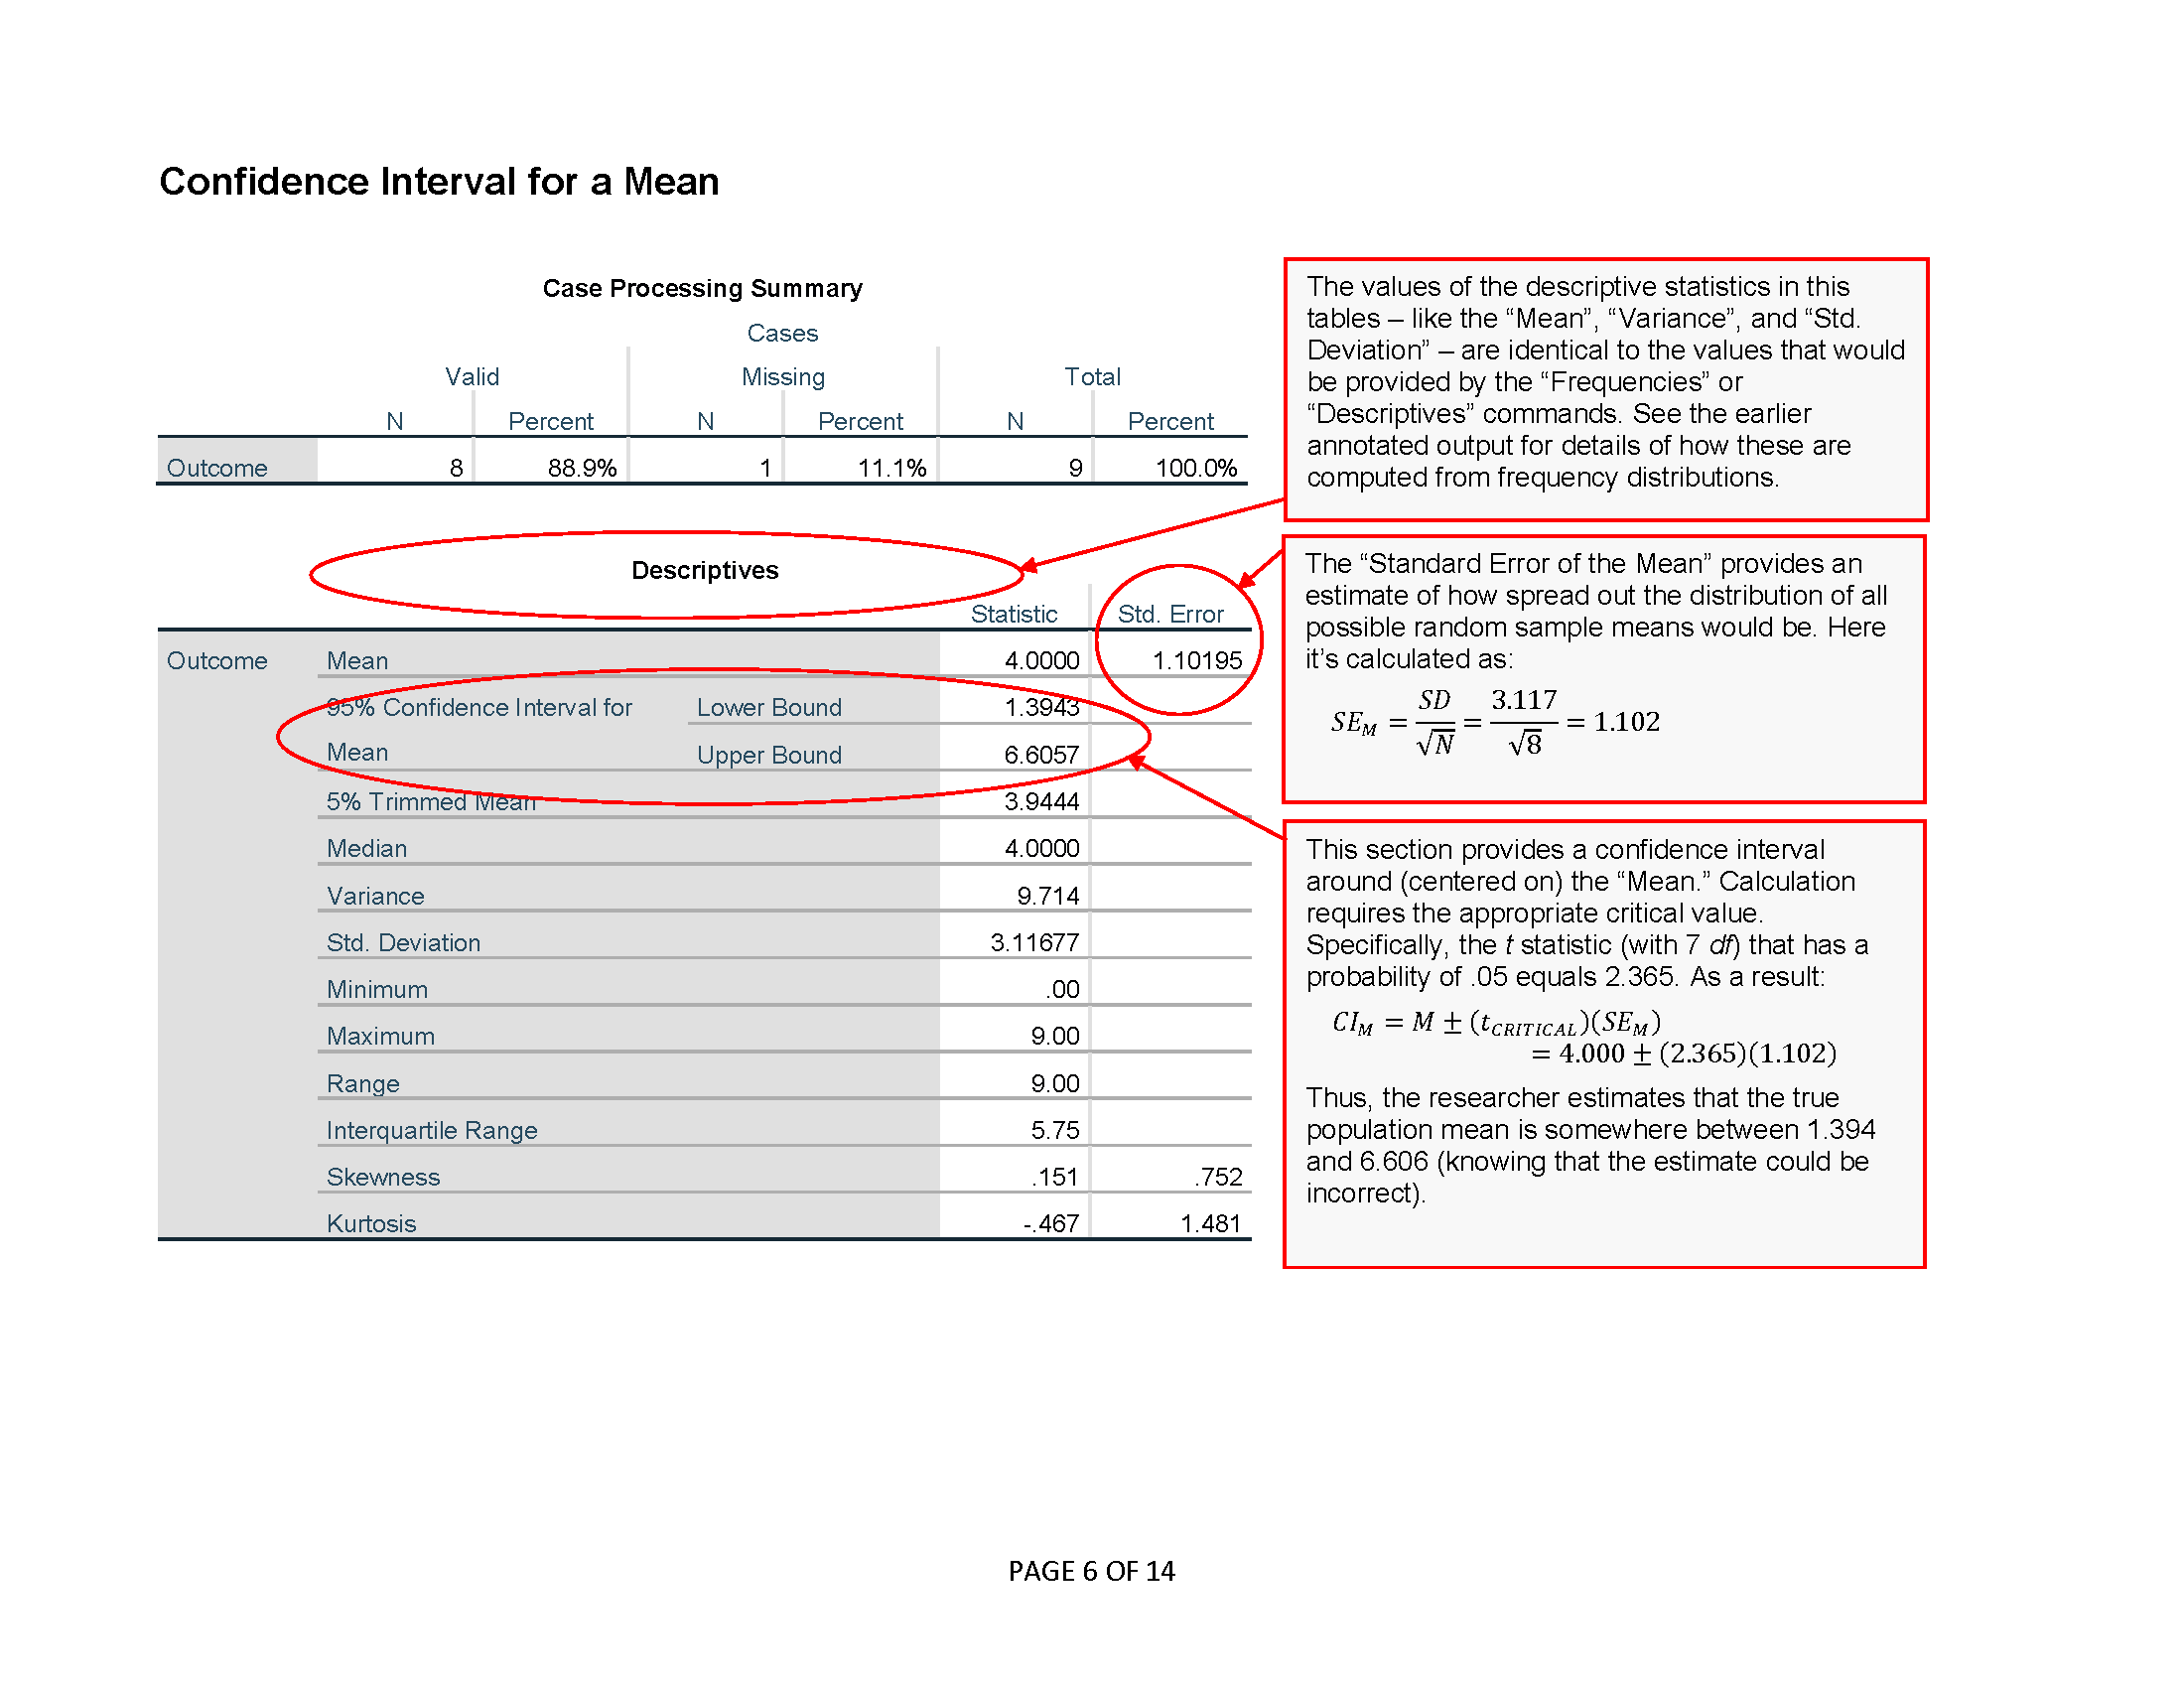 Confidence Interval for a Mean
Case Processing Summary
Cases
Valid Missing Total
N Percent N Percent N Percent
Outcome 8 88.9% 1 11.1% 9 100.0%
Descriptives
Statistic Std. Error
Outcome Mean 4.0000 1.10195
95% Confidence Interval for Lower Bound 1.3943
Mean Upper Bound 6.6057
5% Trimmed Mean 3.9444
Median 4.0000
Variance 9.714
Std. Deviation 3.11677
Minimum .00
Maximum 9.00
Range 9.00
Interquartile Range 5.75
Skewness .151 .752
Kurtosis -.467 1.481
The values of the descriptive statistics in this
tables – like the “Mean”, “Variance”, and “Std.
Deviation” – are identical to the values that would
be provided by the “Frequencies” or
“Descriptives” commands. See the earlier
annotated output for details of how these are
computed from frequency distributions.
The “Standard Error of the Mean” provides an
estimate of how spread out the distribution of all
possible random sample means would be. Here
it’s calculated as:
SE_M = SD/√N = 3.117/√8 = 1.102
This section provides a confidence interval
around (centered on) the “Mean.” Calculation
requires the appropriate critical value.
Specifically, the t statistic (with 7 df) that has a
probability of .05 equals 2.365. As a result:
CI_M = M ± (t_CRITICAL)(SE_M)
= 4.000 ± (2.365)(1.102)
Thus, the researcher estimates that the true
population mean is somewhere between 1.394
and 6.606 (knowing that the estimate could be
incorrect).
PAGE 6 OF 14